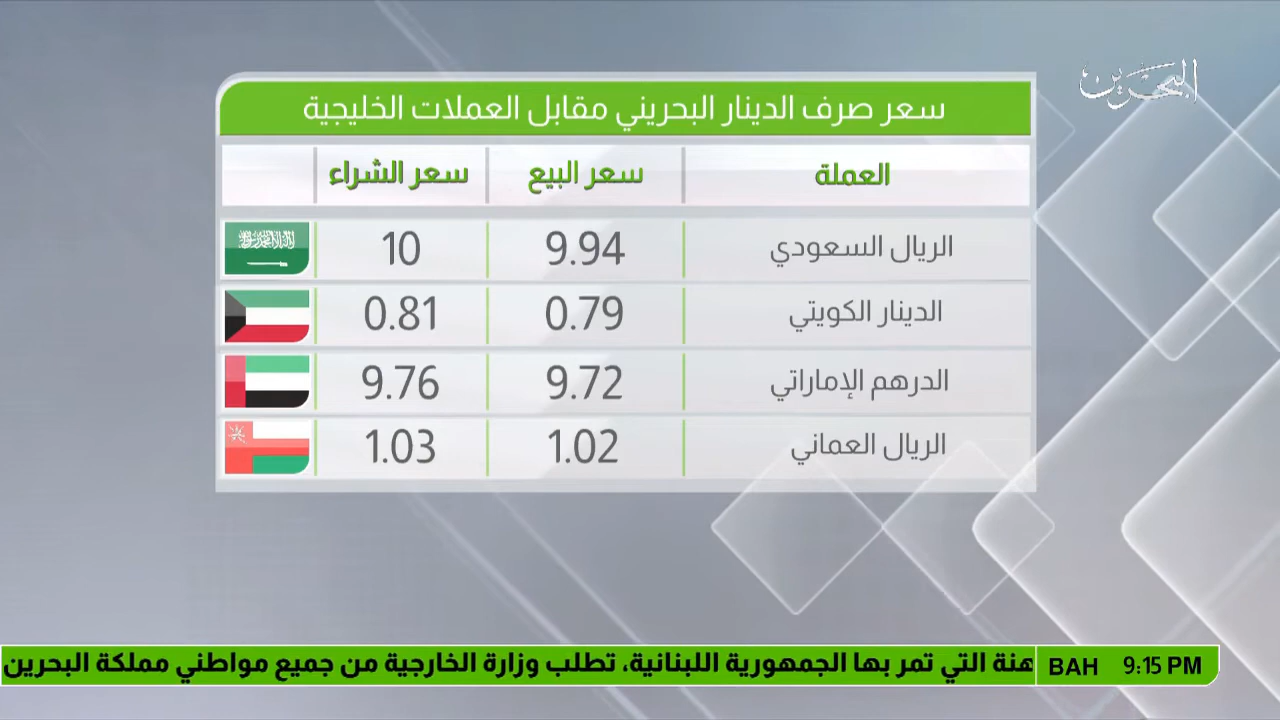 البحرين
سعر صرف الدينار البحريني مقابل العملات الخليجية
العملة سعر البيع سعر الشراء
الريال السعودي 9.94 10
الدينار الكويتي 0.79 0.81
الدرهم الإماراتي 9.72 9.76
الريال العماني 1.02 1.03
BAH 9:15 PM
هنة التي تمر بها الجمهورية اللبنانية، تطلب وزارة الخارجية من جميع مواطني مملكة البحرين